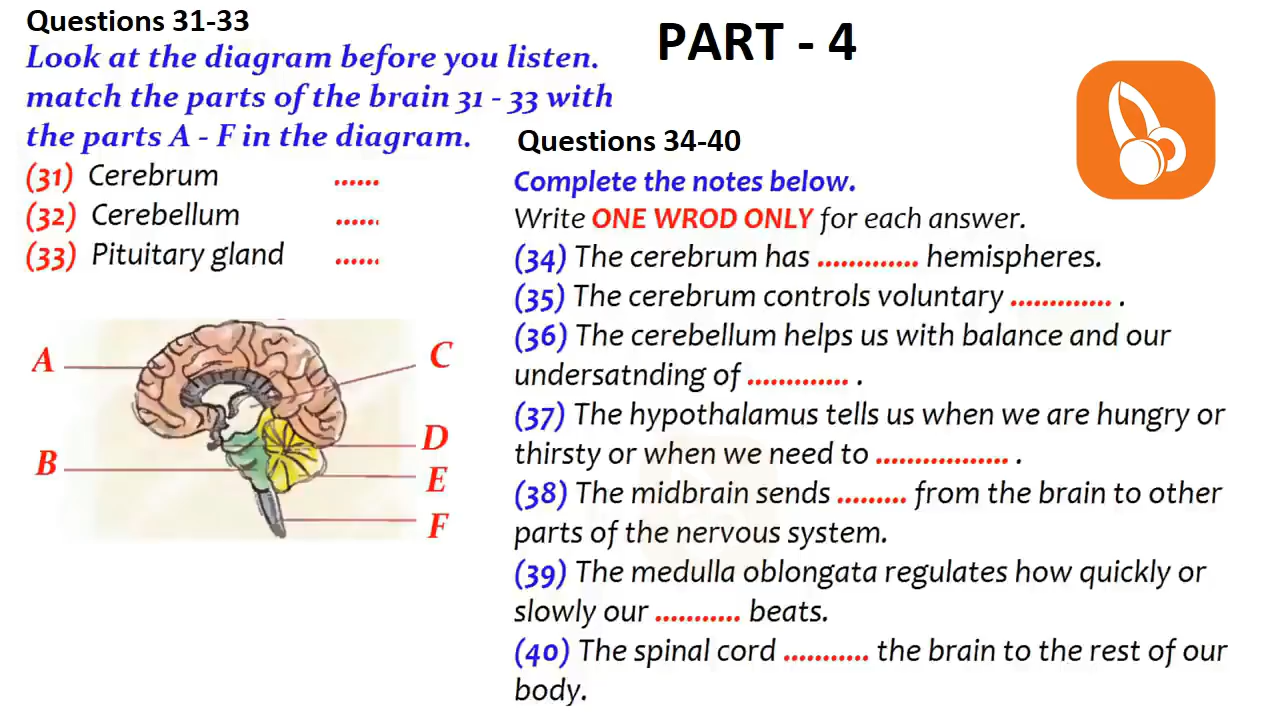 Questions 31-33
Look at the diagram before you listen.
match the parts of the brain 31 - 33 with
the parts A - F in the diagram.
(31) Cerebrum ......
(32) Cerebellum ......
(33) Pituitary gland ......
A
B
C
D
E
F
PART - 4
Questions 34-40
Complete the notes below.
Write ONE WROD ONLY for each answer.
(34) The cerebrum has ............. hemispheres.
(35) The cerebrum controls voluntary ............. .
(36) The cerebellum helps us with balance and our
undersatnding of ............. .
(37) The hypothalamus tells us when we are hungry or
thirsty or when we need to ................. .
(38) The midbrain sends ......... from the brain to other
parts of the nervous system.
(39) The medulla oblongata regulates how quickly or
slowly our ........... beats.
(40) The spinal cord ........... the brain to the rest of our
body.